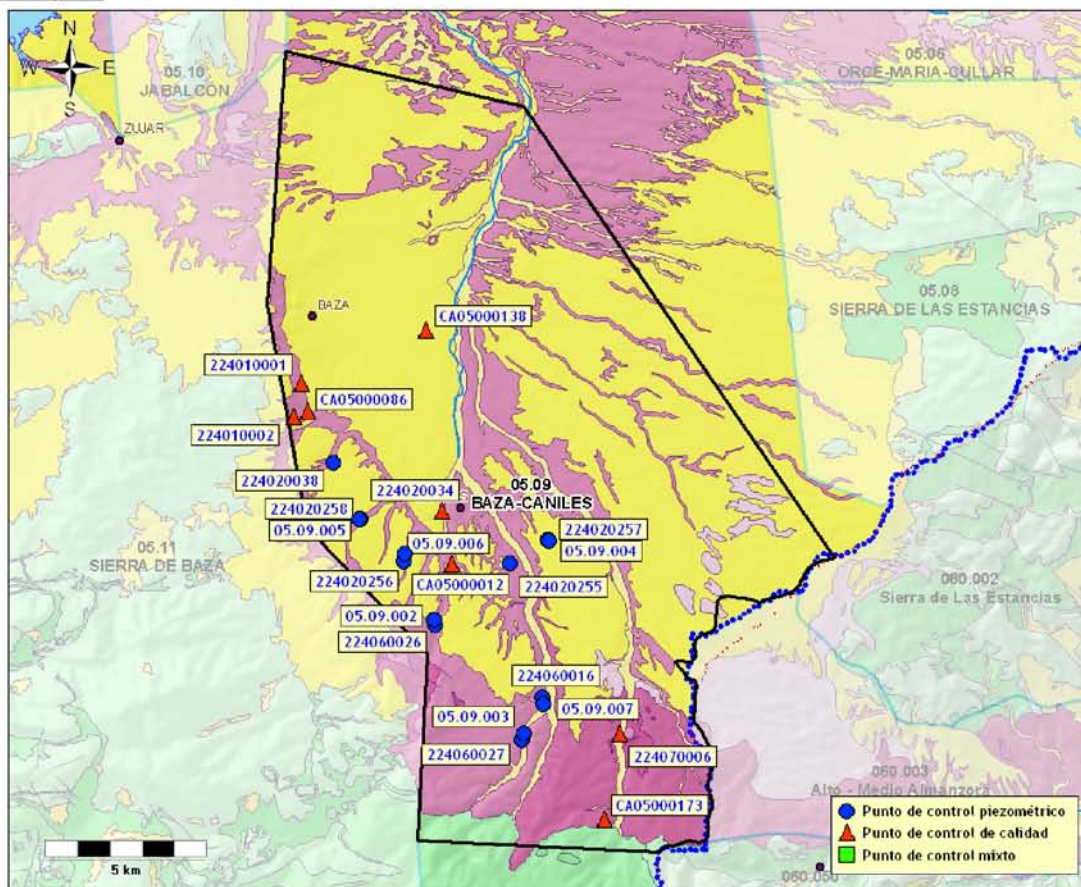 N
W
E
S
05.10
JABALCÓN
05.06
ORCE-MARIA-CULLAR
ZUJAR
05.08
SIERRA DE LAS ESTANCIAS
BAZA
CA05000138
224010001
CA05000086
224010002
224020038
224020034
05.09
BAZA-CANILES
224020258
05.09.005
224020257
05.09.004
05.09.006
05.11
SIERRA DE BAZA
224020256
CA05000012
224020255
060.002
Sierra de Las Estancias
05.09.002
224060026
224060016
05.09.003
05.09.007
224060027
224070006
060.003
Alto - Medio Almanzora
CA05000173
Punto de control piezométrico
Punto de control de calidad
Punto de control mixto
5 km
060.050